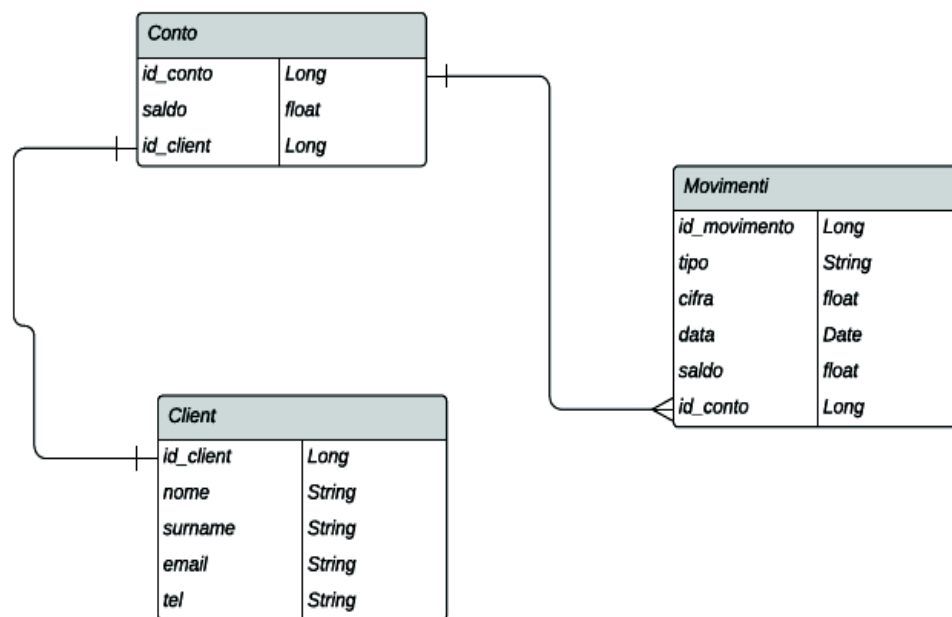 Conto
id_conto Long
saldo float
id_client Long
Movimenti
id_movimento Long
tipo String
cifra float
data Date
saldo float
id_conto Long
Client
id_client Long
nome String
surname String
email String
tel String